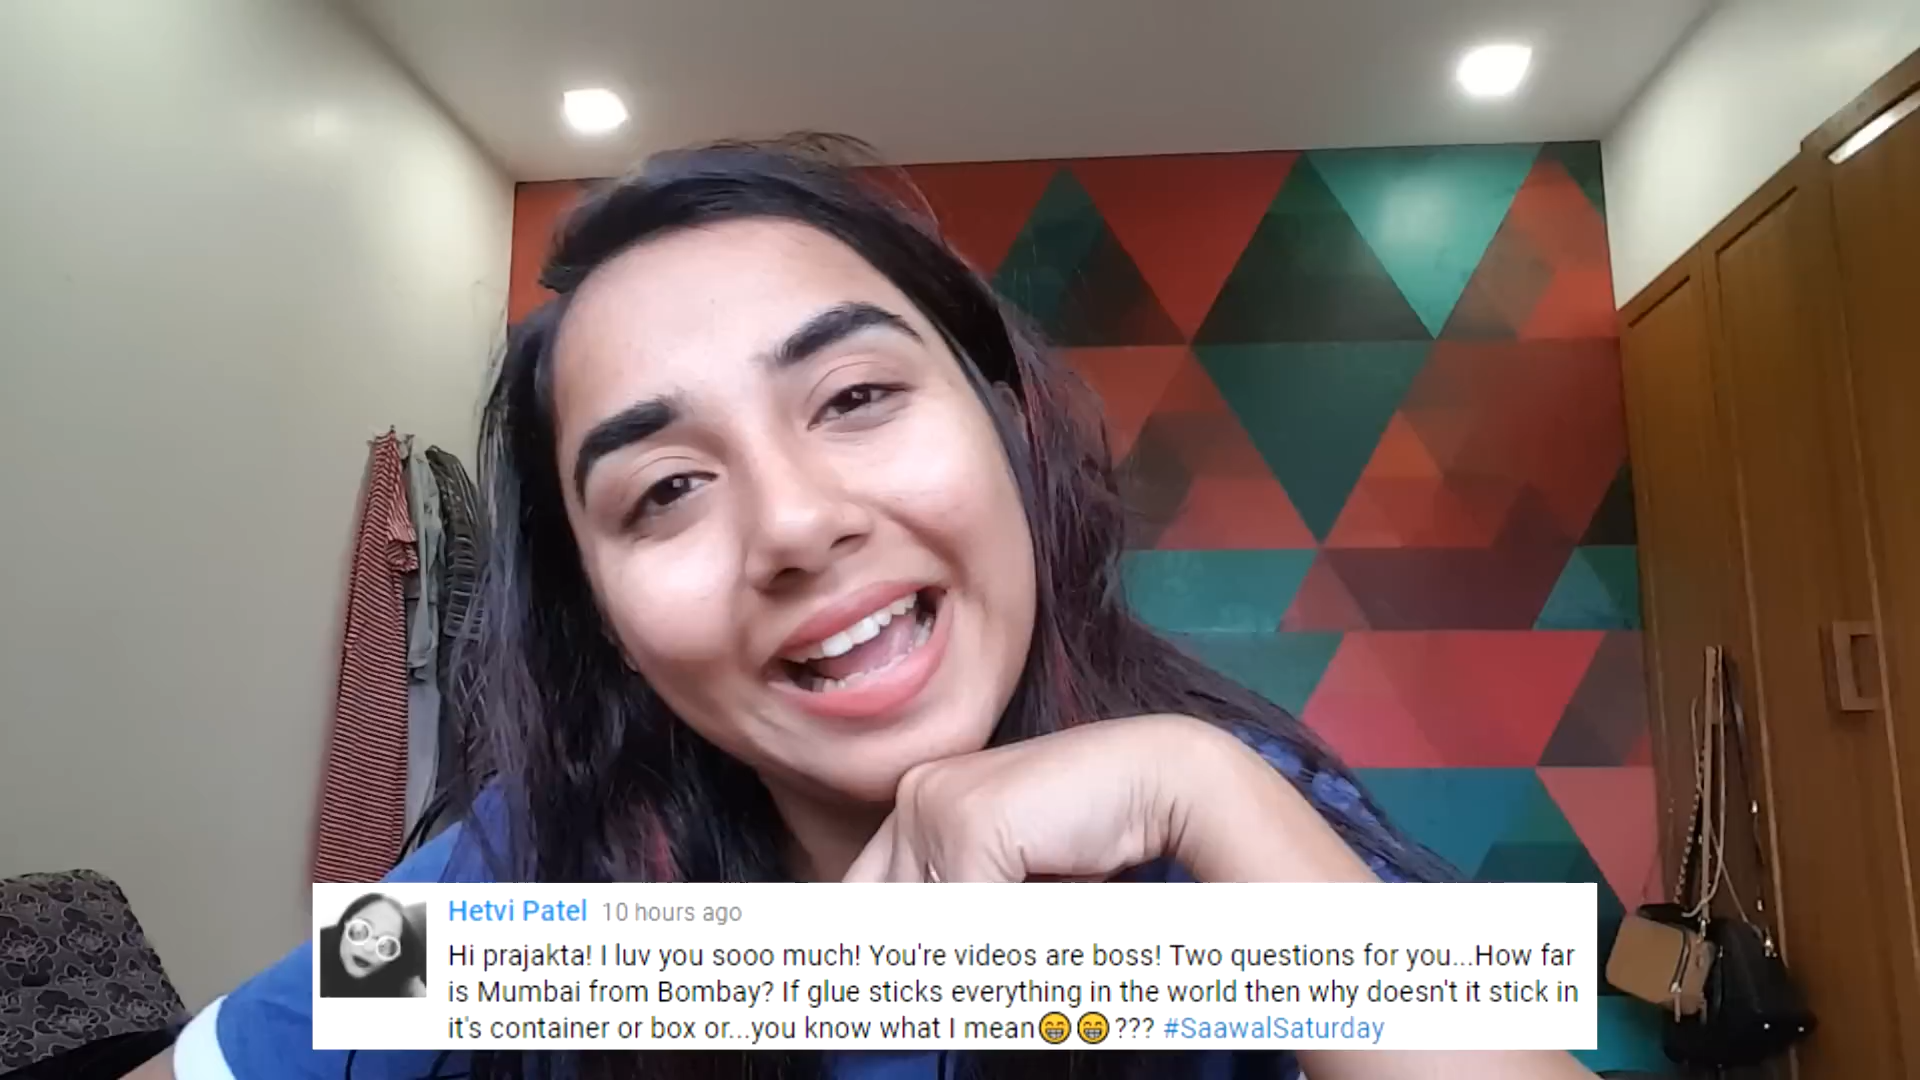 Hetvi Patel 10 hours ago
Hi prajakta! I luv you sooo much! You're videos are boss! Two questions for you...How far
is Mumbai from Bombay? If glue sticks everything in the world then why doesn't it stick in
it's container or box or...you know what I mean😁😁??? #SaawalSaturday